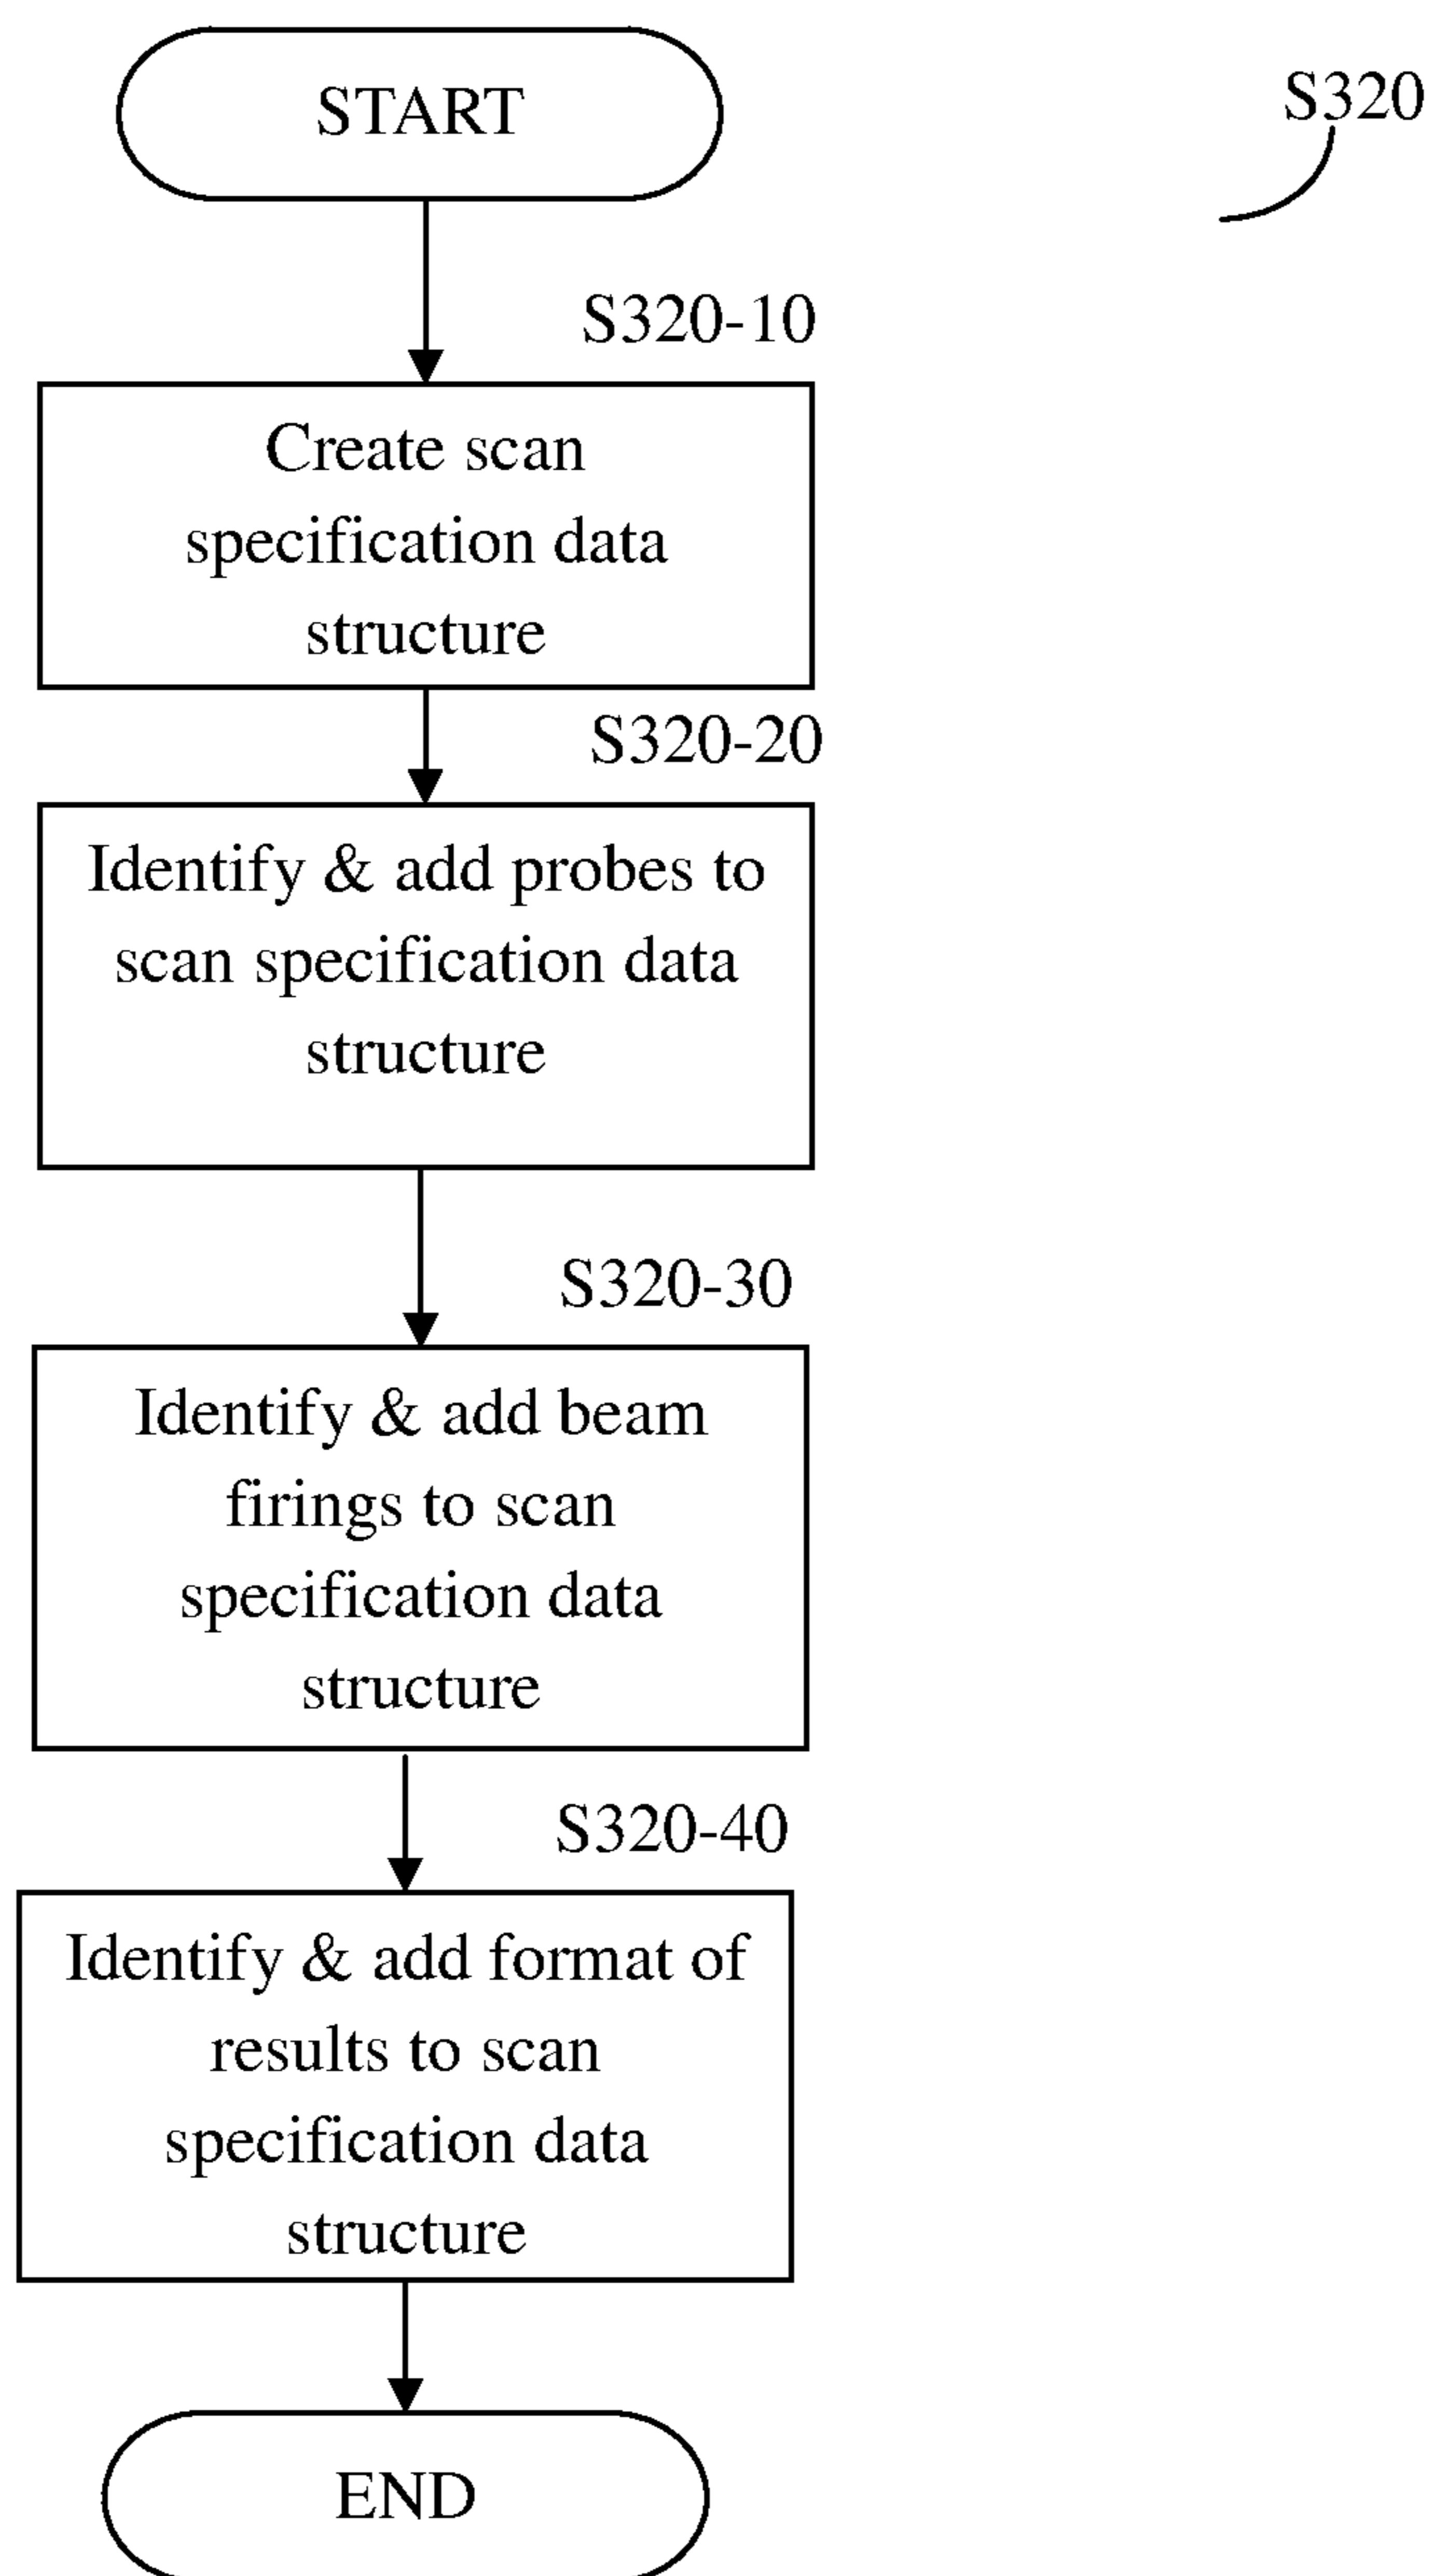 START
S320
S320-10
Create scan
specification data
structure
S320-20
Identify & add probes to
scan specification data
structure
S320-30
Identify & add beam
firings to scan
specification data
structure
S320-40
Identify & add format of
results to scan
specification data
structure
END